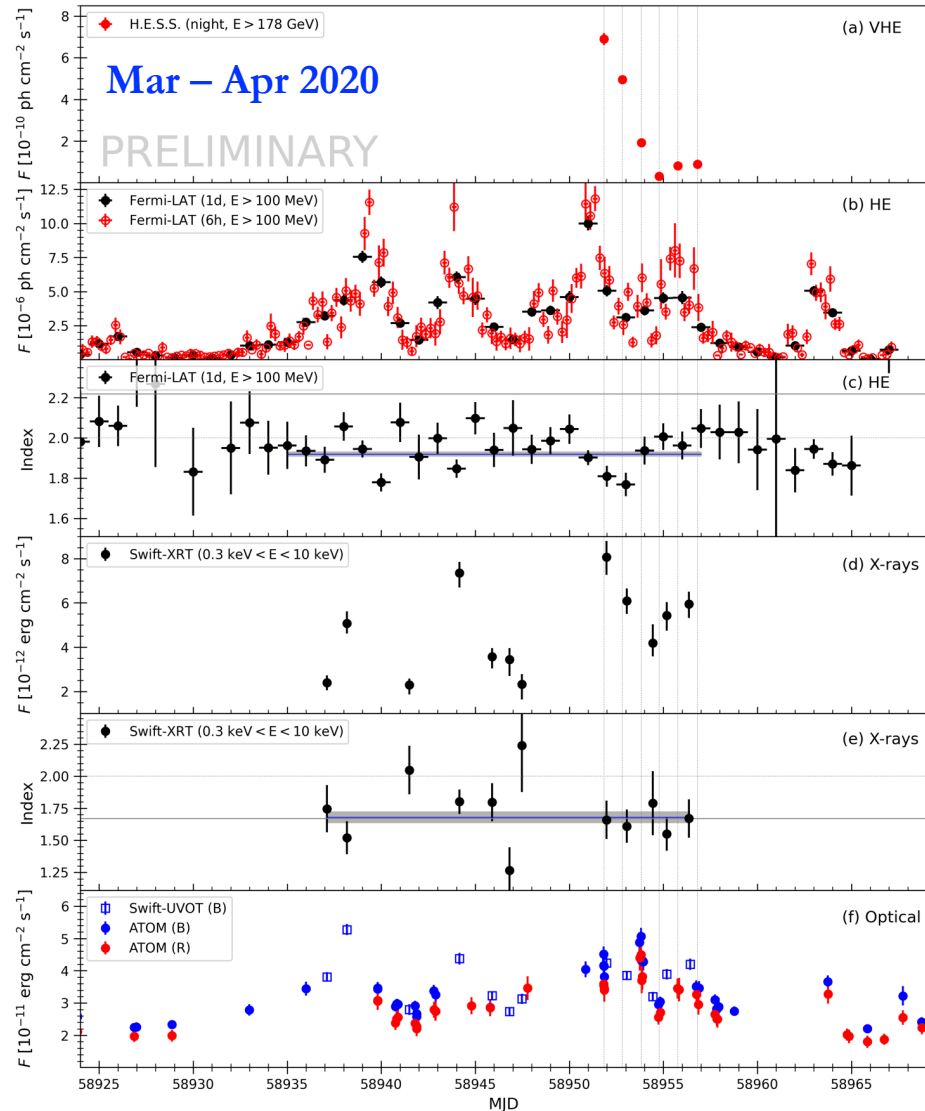 H.E.S.S. (night, E > 178 GeV)
(a) VHE
Mar – Apr 2020
PRELIMINARY
F [10⁻¹⁰ ph cm⁻² s⁻¹]
8
6
4
2
Fermi-LAT (1d, E > 100 MeV)
Fermi-LAT (6h, E > 100 MeV)
(b) HE
F [10⁻⁶ ph cm⁻² s⁻¹]
12.5
10.0
7.5
5.0
2.5
Fermi-LAT (1d, E > 100 MeV)
(c) HE
Index
2.2
2.0
1.8
1.6
Swift-XRT (0.3 keV < E < 10 keV)
(d) X-rays
F [10⁻¹² erg cm⁻² s⁻¹]
8
6
4
2
Swift-XRT (0.3 keV < E < 10 keV)
(e) X-rays
Index
2.25
2.00
1.75
1.50
1.25
Swift-UVOT (B)
ATOM (B)
ATOM (R)
(f) Optical
F [10⁻¹¹ erg cm⁻² s⁻¹]
6
5
4
3
2
58925 58930 58935 58940 58945 58950 58955 58960 58965
MJD